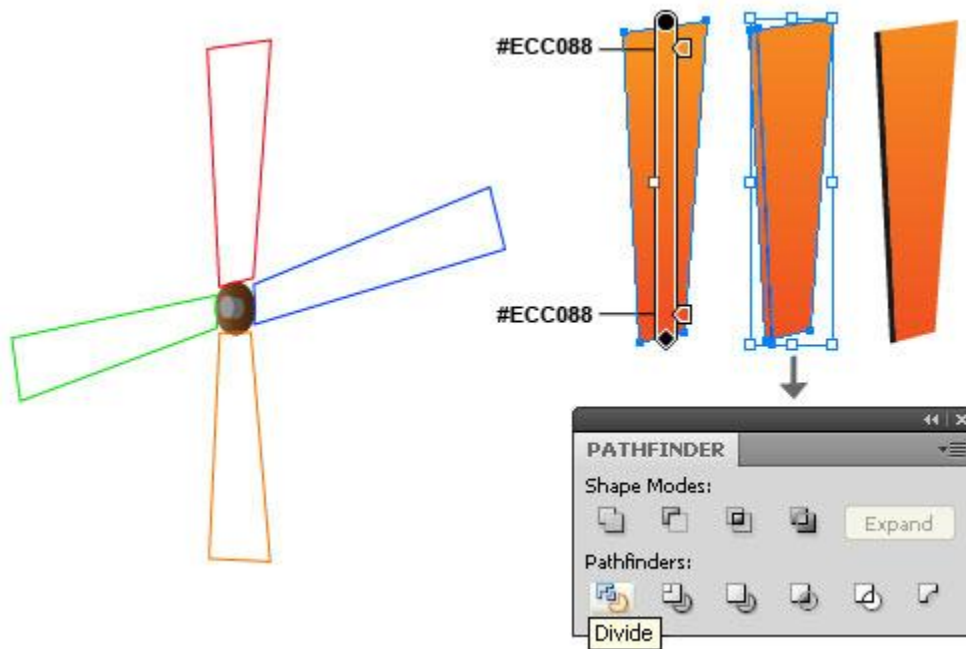 #ECC088
#ECC088
PATHFINDER
Shape Modes:
Expand
Pathfinders:
Divide